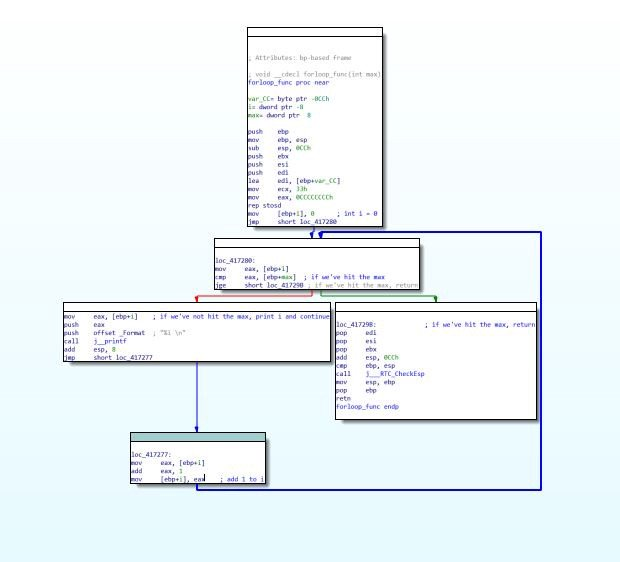 ; Attributes: bp-based frame
; void __cdecl forloop_func(int max)
forloop_func proc near
var_CC= byte ptr -0CCh
i= dword ptr -8
max= dword ptr  8
push    ebp
mov     ebp, esp
sub     esp, 0CCh
push    ebx
push    esi
push    edi
lea     edi, [ebp+var_CC]
mov     ecx, 33h
mov     eax, 0CCCCCCCCh
rep stosd
mov     [ebp+i], 0      ; int i = 0
jmp     short loc_417280
loc_417280:
mov     eax, [ebp+i]
cmp     eax, [ebp+max]  ; if we've hit the max
jge     short loc_417298 ; if we've hit the max, return
mov     eax, [ebp+i]    ; if we've not hit the max, print i and continue
push    eax
push    offset _Format  ; "%i \n"
call    j__printf
add     esp, 8
jmp     short loc_417277
loc_417298:             ; if we've hit the max, return
pop     edi
pop     esi
pop     ebx
add     esp, 0CCh
cmp     ebp, esp
call    j___RTC_CheckEsp
mov     esp, ebp
pop     ebp
retn
forloop_func endp
loc_417277:
mov     eax, [ebp+i]
add     eax, 1
mov     [ebp+i], eax    ; add 1 to i